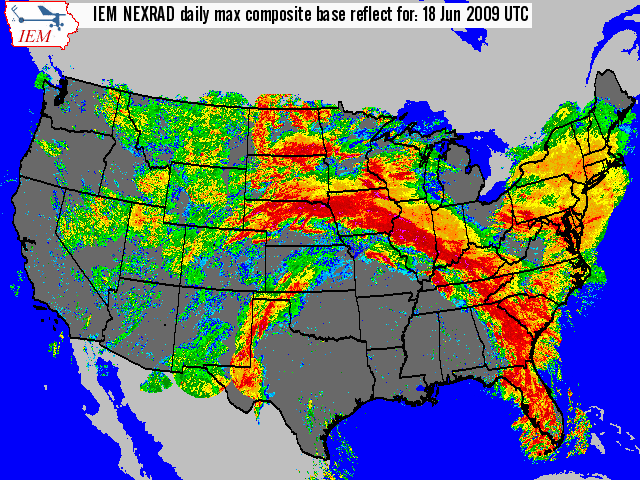 IEM NEXRAD daily max composite base reflect for: 18 Jun 2009 UTC
IEM